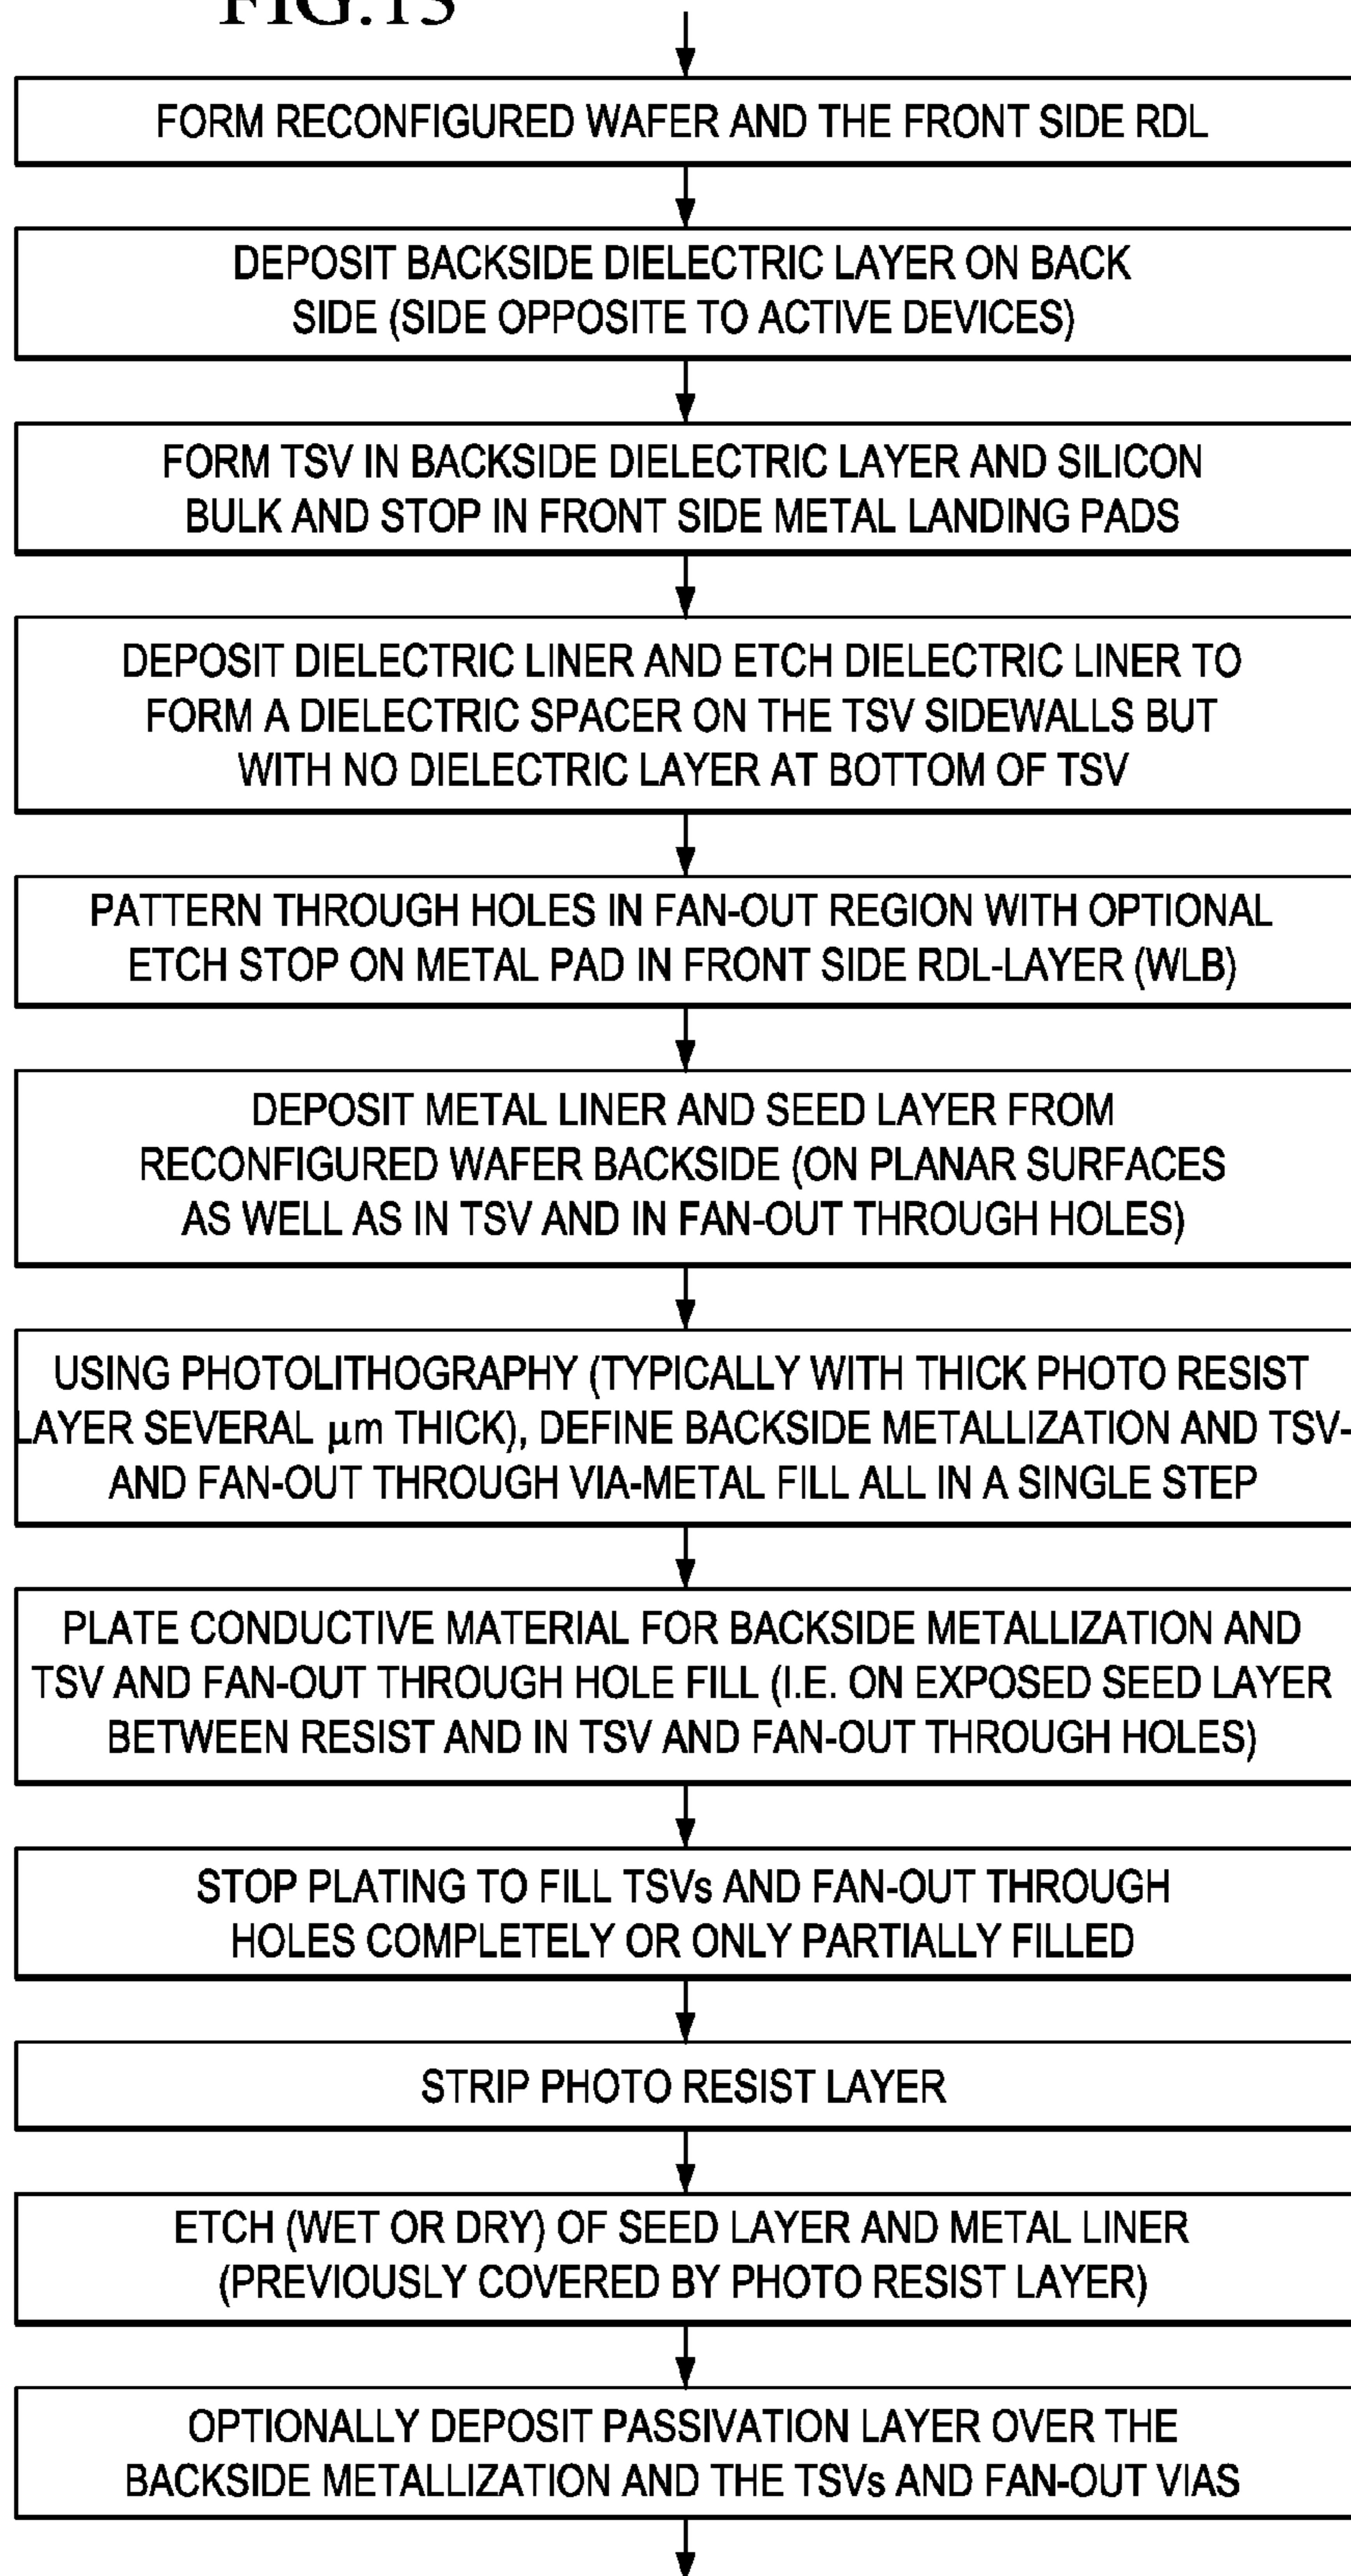 FIG.13
FORM RECONFIGURED WAFER AND THE FRONT SIDE RDL
DEPOSIT BACKSIDE DIELECTRIC LAYER ON BACK
SIDE (SIDE OPPOSITE TO ACTIVE DEVICES)
FORM TSV IN BACKSIDE DIELECTRIC LAYER AND SILICON
BULK AND STOP IN FRONT SIDE METAL LANDING PADS
DEPOSIT DIELECTRIC LINER AND ETCH DIELECTRIC LINER TO
FORM A DIELECTRIC SPACER ON THE TSV SIDEWALLS BUT
WITH NO DIELECTRIC LAYER AT BOTTOM OF TSV
PATTERN THROUGH HOLES IN FAN-OUT REGION WITH OPTIONAL
ETCH STOP ON METAL PAD IN FRONT SIDE RDL-LAYER (WLB)
DEPOSIT METAL LINER AND SEED LAYER FROM
RECONFIGURED WAFER BACKSIDE (ON PLANAR SURFACES
AS WELL AS IN TSV AND IN FAN-OUT THROUGH HOLES)
USING PHOTOLITHOGRAPHY (TYPICALLY WITH THICK PHOTO RESIST
LAYER SEVERAL μm THICK), DEFINE BACKSIDE METALLIZATION AND TSV-
AND FAN-OUT THROUGH VIA-METAL FILL ALL IN A SINGLE STEP
PLATE CONDUCTIVE MATERIAL FOR BACKSIDE METALLIZATION AND
TSV AND FAN-OUT THROUGH HOLE FILL (I.E. ON EXPOSED SEED LAYER
BETWEEN RESIST AND IN TSV AND FAN-OUT THROUGH HOLES)
STOP PLATING TO FILL TSVs AND FAN-OUT THROUGH
HOLES COMPLETELY OR ONLY PARTIALLY FILLED
STRIP PHOTO RESIST LAYER
ETCH (WET OR DRY) OF SEED LAYER AND METAL LINER
(PREVIOUSLY COVERED BY PHOTO RESIST LAYER)
OPTIONALLY DEPOSIT PASSIVATION LAYER OVER THE
BACKSIDE METALLIZATION AND THE TSVs AND FAN-OUT VIAS